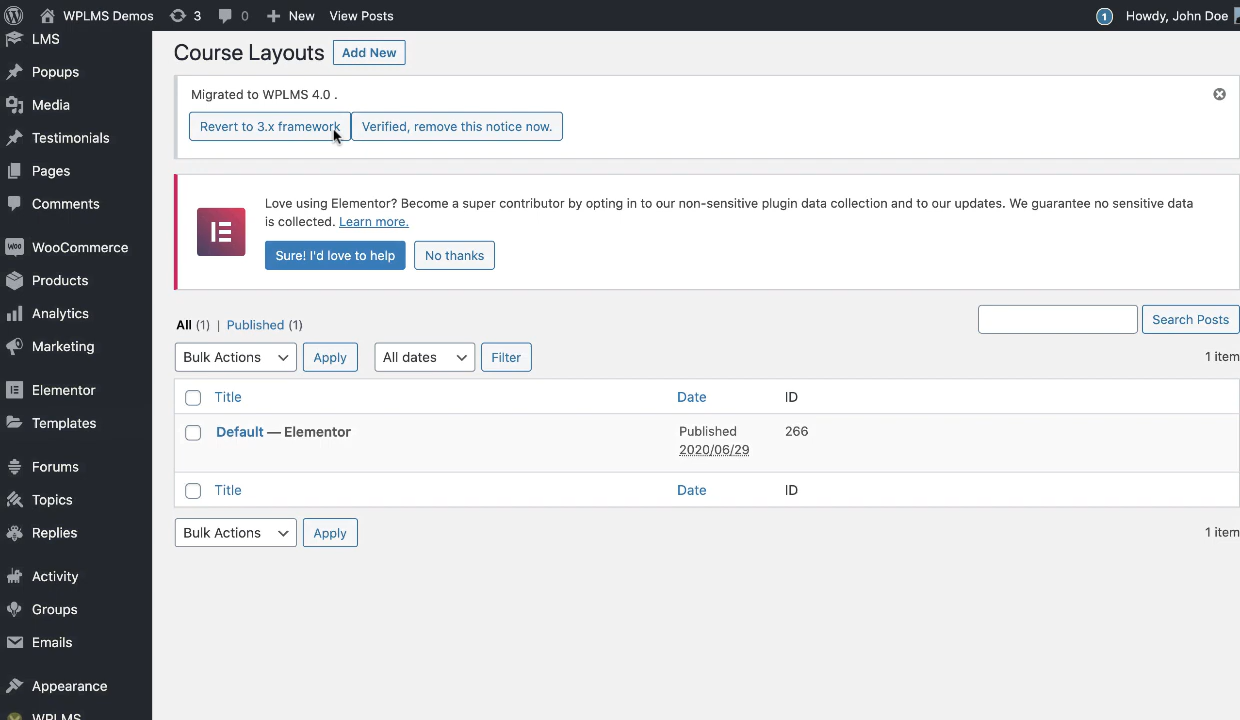 WPLMS Demos 3 0 New View Posts 1 Howdy, John Doe
LMS
Popups
Media
Testimonials
Pages
Comments
WooCommerce
Products
Analytics
Marketing
Elementor
Templates
Forums
Topics
Replies
Activity
Groups
Emails
Appearance
WPLMS
Course Layouts Add New
Migrated to WPLMS 4.0 .
Revert to 3.x framework Verified, remove this notice now.
Love using Elementor? Become a super contributor by opting in to our non-sensitive plugin data collection and to our updates. We guarantee no sensitive data
is collected. Learn more.
Sure! I'd love to help No thanks
All (1) | Published (1)
Search Posts
Bulk Actions Apply All dates Filter 1 item
Title Date ID
Default — Elementor Published 266
2020/06/29
Title Date ID
Bulk Actions Apply 1 item